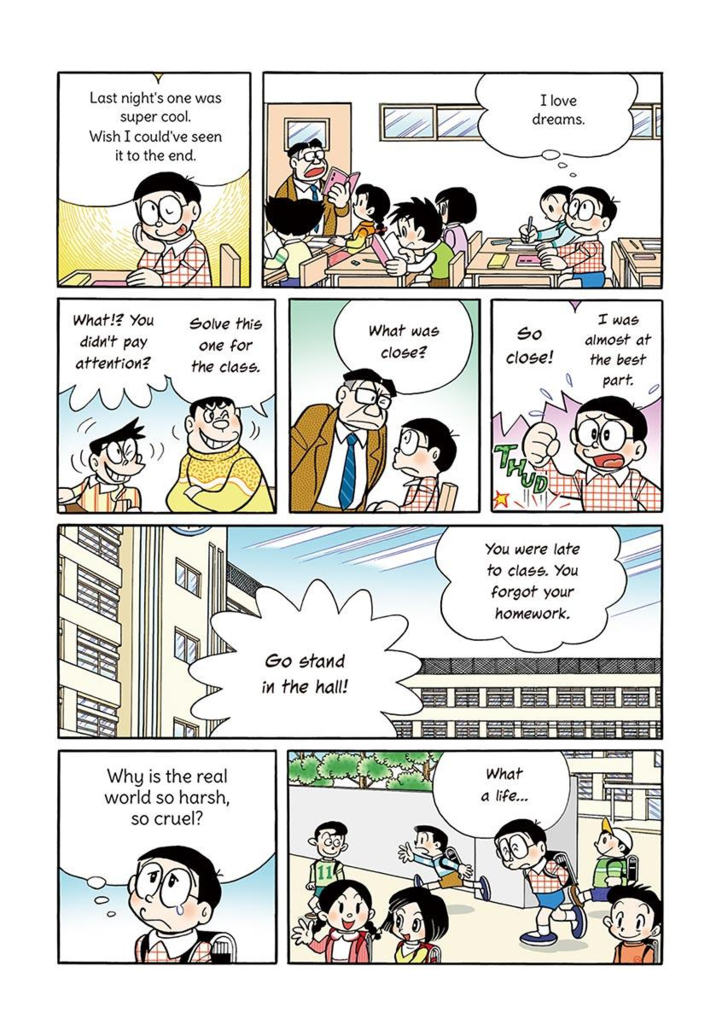 I love
dreams.
Last night's one was
super cool.
Wish I could've seen
it to the end.
I was
almost at
the best
part.
So
close!
THUD
What was
close?
Solve this
one for
the class.
What!? You
didn't pay
attention?
You were late
to class. You
forgot your
homework.
Go stand
in the hall!
What
a life...
11
Why is the real
world so harsh,
so cruel?